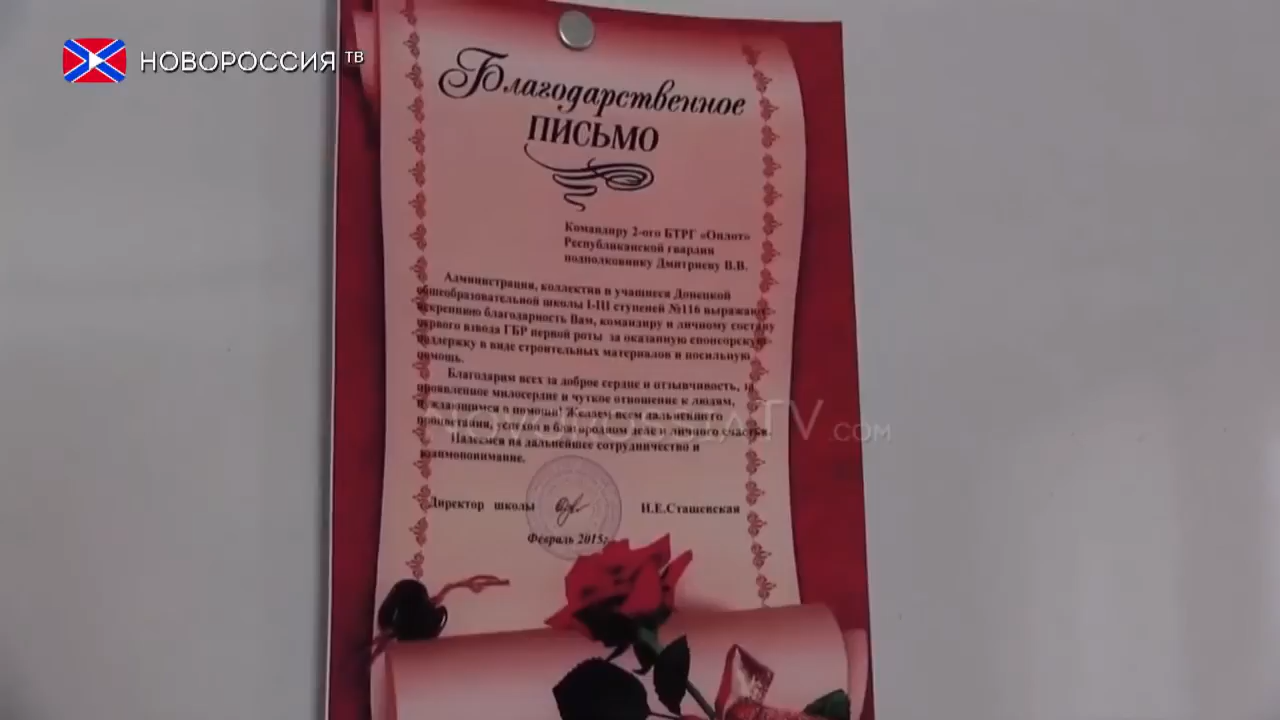 НОВОРОССИЯ ТВ
Благодарственное
ПИСЬМО
Командиру 2-ого БТРГ «Оплот»
Республиканской гвардии
подполковнику Дмитриеву В.В.
Администрация, коллектив и учащиеся Донецкой
общеобразовательной школы I-III ступеней №116 выражают
искреннюю благодарность Вам, командиру и личному составу
первого взвода ГБР первой роты за оказанную спонсорскую
поддержку в виде строительных материалов и посильную
помощь.
Благодарим всех за доброе сердце и отзывчивость, за
проявленное милосердие и чуткое отношение к людям,
нуждающимся в помощи! Желаем всем дальнейшего
процветания, успехов в благородном деле и личного счастья.
Надеемся на дальнейшее сотрудничество и
взаимопонимание.
NOVOROSSIATV.COM
Директор школы Н.Е.Сташевская
Февраль 2015г.